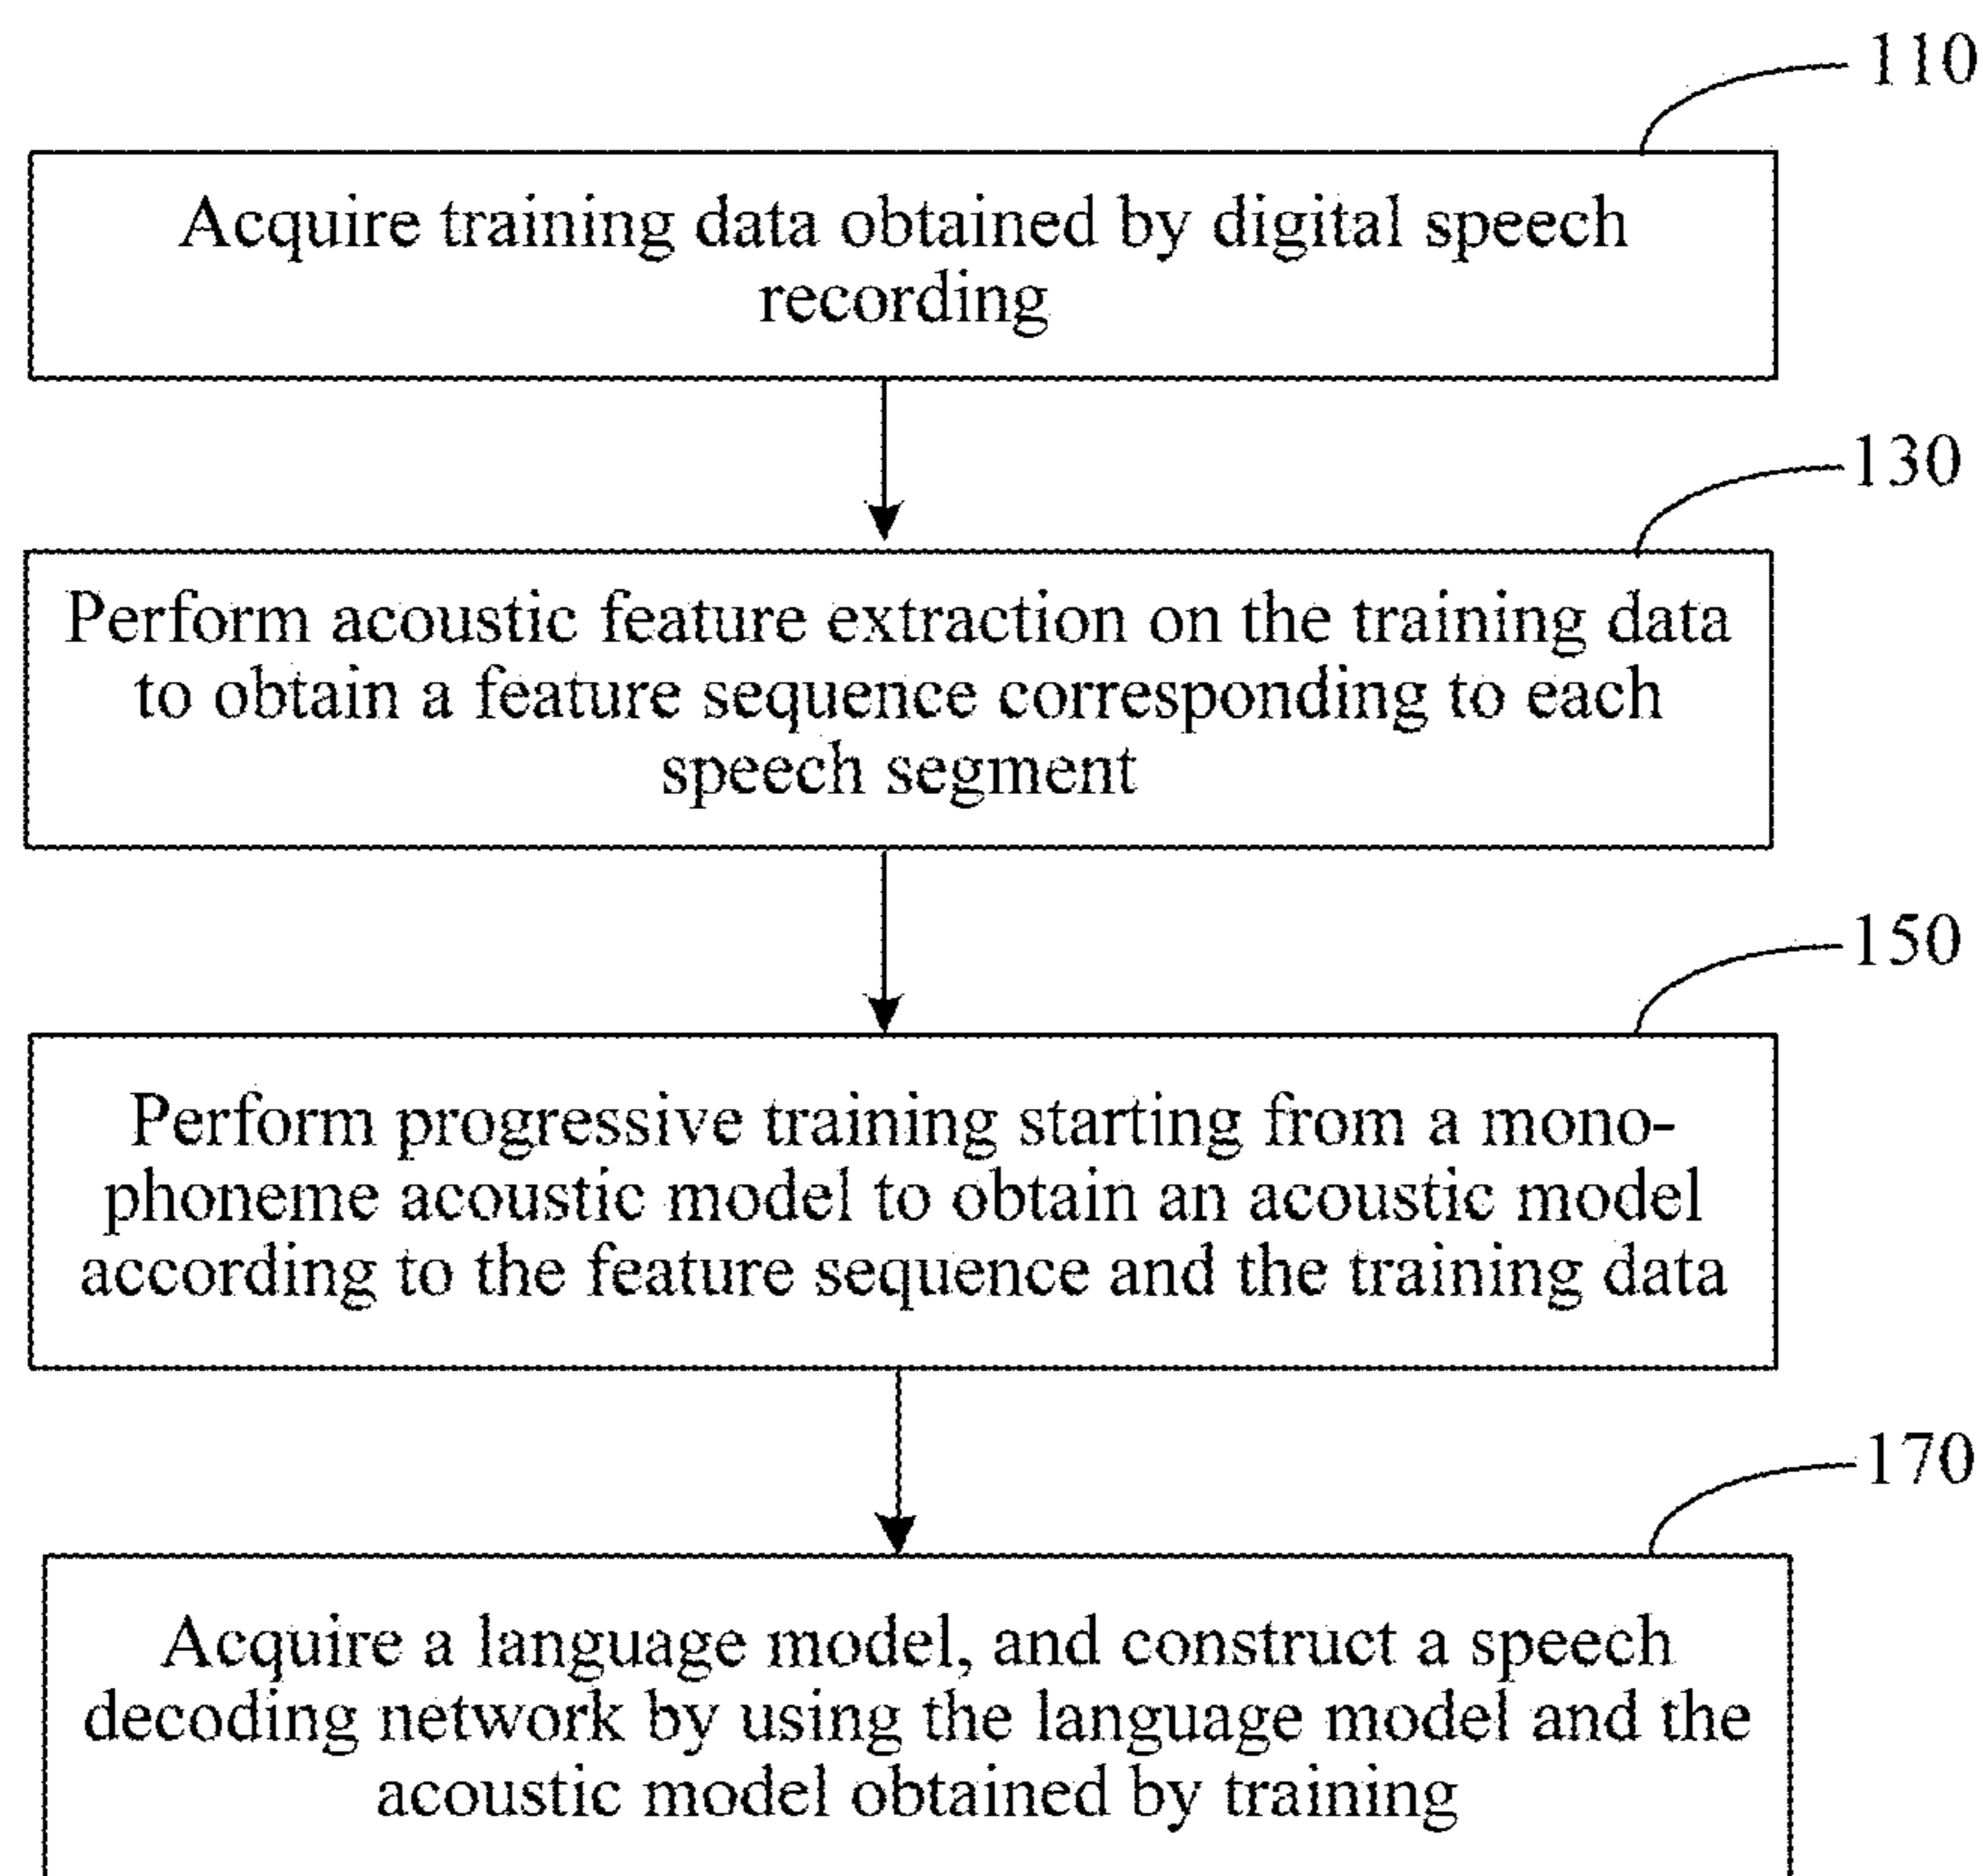 110
Acquire training data obtained by digital speech
recording
130
Perform acoustic feature extraction on the training data
to obtain a feature sequence corresponding to each
speech segment
150
Perform progressive training starting from a mono-
phoneme acoustic model to obtain an acoustic model
according to the feature sequence and the training data
170
Acquire a language model, and construct a speech
decoding network by using the language model and the
acoustic model obtained by training